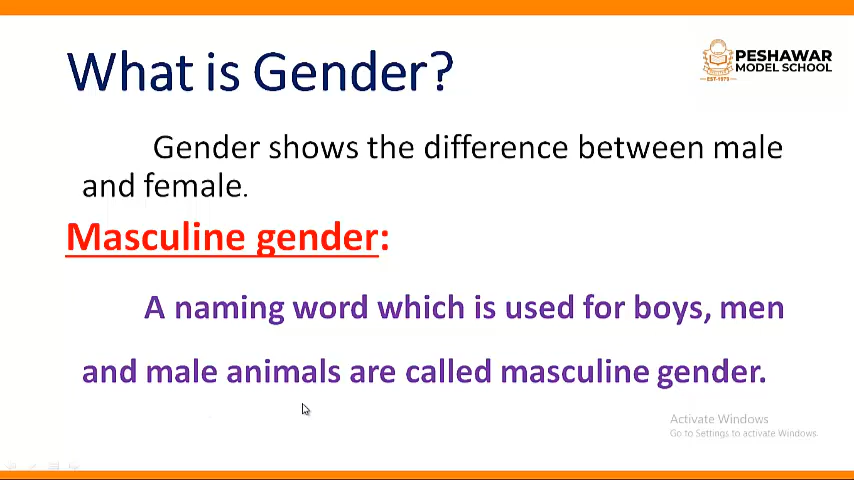 What is Gender?
PESHAWAR
MODEL SCHOOL
EST-1973
Gender shows the difference between male
and female.
Masculine gender:
A naming word which is used for boys, men
and male animals are called masculine gender.
Activate Windows
Go to Settings to activate Windows.